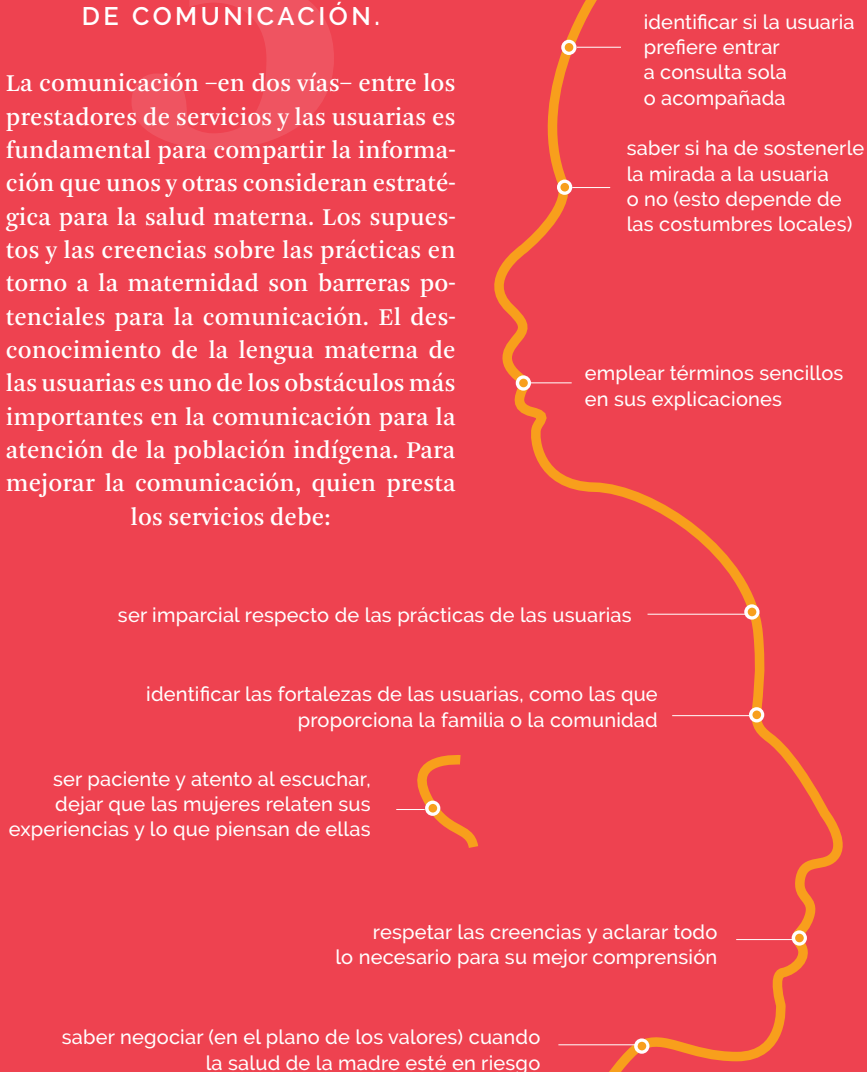 DE COMUNICACIÓN.
La comunicación –en dos vías– entre los
prestadores de servicios y las usuarias es
fundamental para compartir la informa-
ción que unos y otras consideran estraté-
gica para la salud materna. Los supues-
tos y las creencias sobre las prácticas en
torno a la maternidad son barreras po-
tenciales para la comunicación. El des-
conocimiento de la lengua materna de
las usuarias es uno de los obstáculos más
importantes en la comunicación para la
atención de la población indígena. Para
mejorar la comunicación, quien presta
los servicios debe:
identificar si la usuaria
prefiere entrar
a consulta sola
o acompañada
saber si ha de sostenerle
la mirada a la usuaria
o no (esto depende de
las costumbres locales)
emplear términos sencillos
en sus explicaciones
ser imparcial respecto de las prácticas de las usuarias
identificar las fortalezas de las usuarias, como las que
proporciona la familia o la comunidad
ser paciente y atento al escuchar,
dejar que las mujeres relaten sus
experiencias y lo que piensan de ellas
respetar las creencias y aclarar todo
lo necesario para su mejor comprensión
saber negociar (en el plano de los valores) cuando
la salud de la madre esté en riesgo